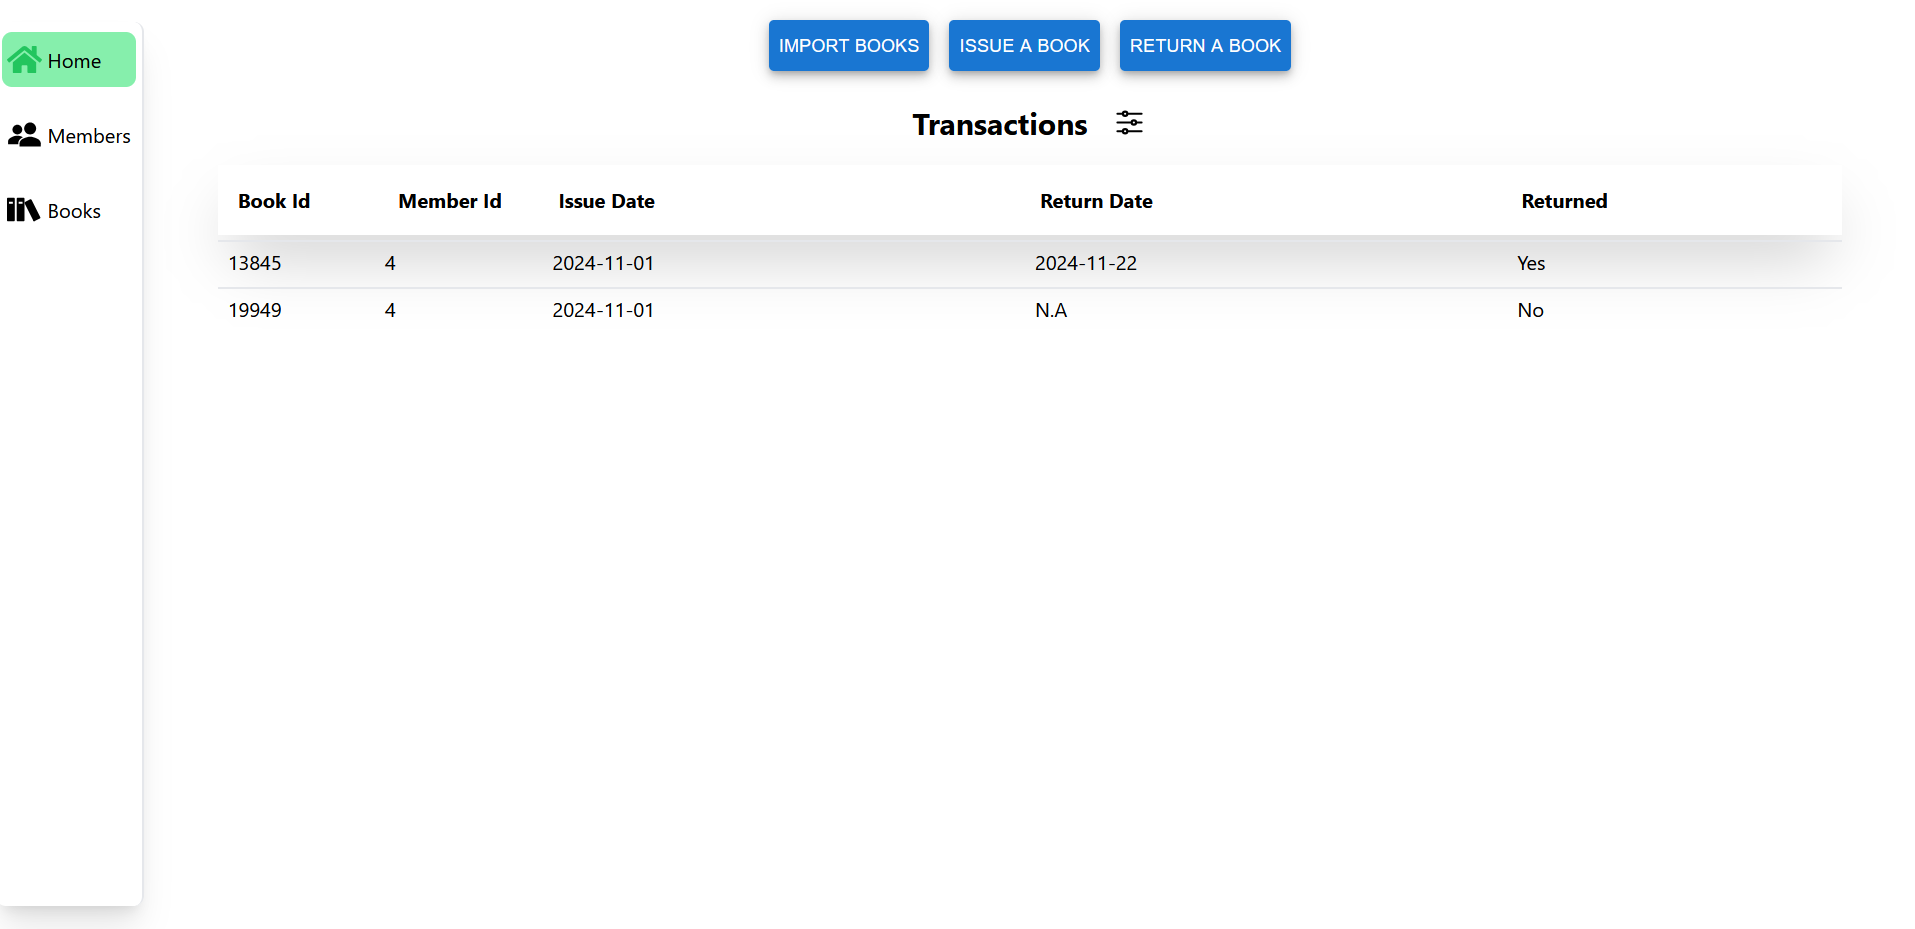 Home
Members
Books
IMPORT BOOKS ISSUE A BOOK RETURN A BOOK
Transactions
Book Id Member Id Issue Date Return Date Returned
13845 4 2024-11-01 2024-11-22 Yes
19949 4 2024-11-01 N.A No